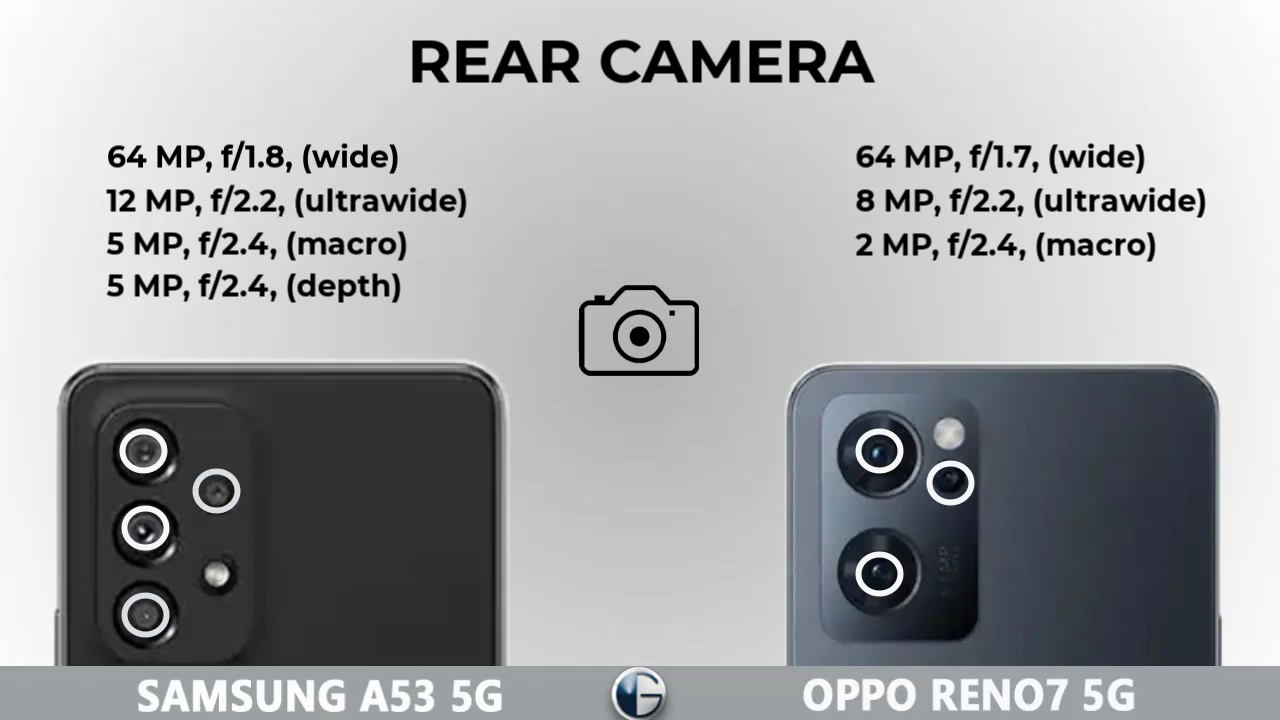 REAR CAMERA
64 MP, f/1.8, (wide)
12 MP, f/2.2, (ultrawide)
5 MP, f/2.4, (macro)
5 MP, f/2.4, (depth)
64 MP, f/1.7, (wide)
8 MP, f/2.2, (ultrawide)
2 MP, f/2.4, (macro)
SAMSUNG A53 5G
OPPO RENO7 5G